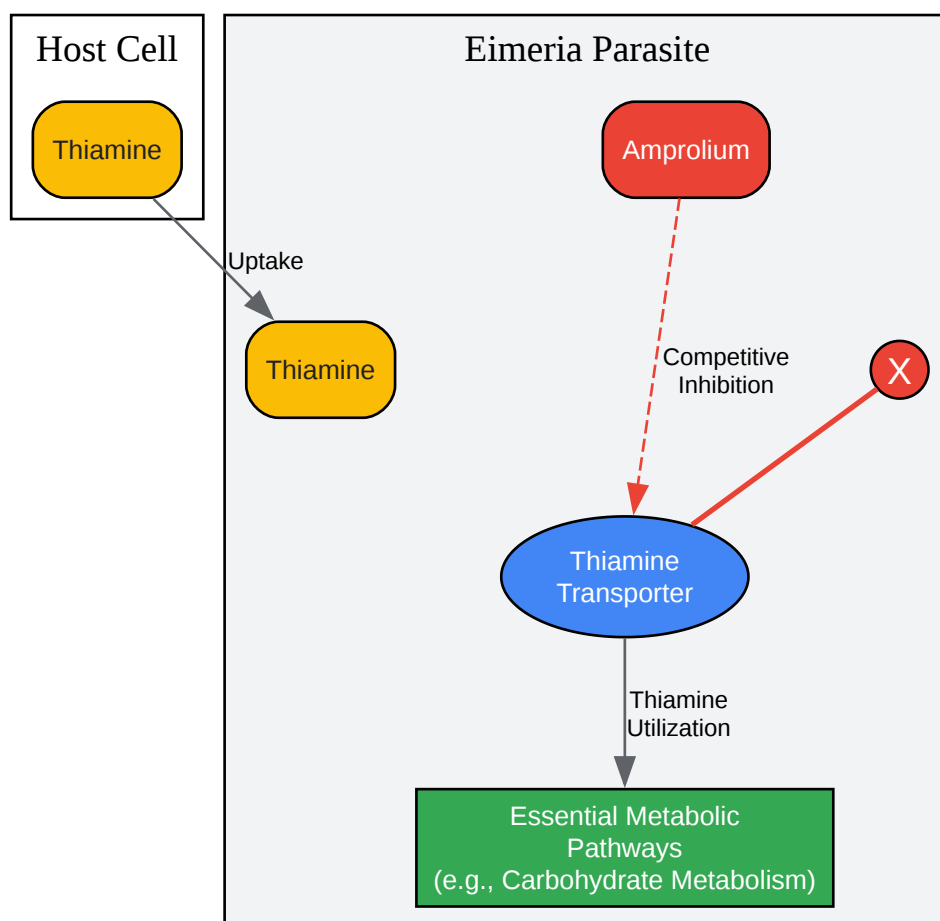 Host Cell
Eimeria Parasite
Thiamine
Amprolium
Uptake
Thiamine
Competitive
Inhibition
X
Thiamine
Transporter
Thiamine
Utilization
Essential Metabolic
Pathways
(e.g., Carbohydrate Metabolism)